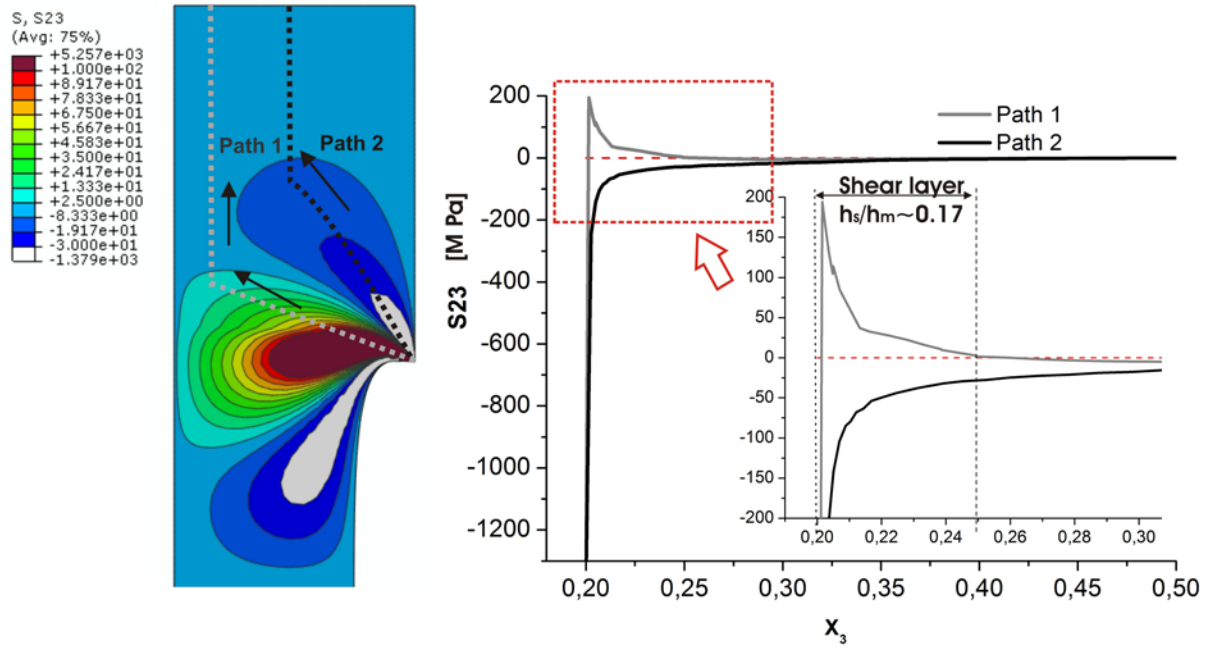 S, S23
(Avg: 75%)
+5.257e+03
+1.000e+02
+8.917e+01
+7.833e+01
+6.750e+01
+5.667e+01
+4.583e+01
+3.500e+01
+2.417e+01
+1.333e+01
+2.500e+00
-8.333e+00
-1.917e+01
-3.000e+01
-1.379e+03
Path 1
Path 2
S23 [M Pa]
200
0
-200
-400
-600
-800
-1000
-1200
0,20
0,25
0,30
0,35
0,40
0,45
0,50
X3
Path 1
Path 2
Shear layer
hs/hm~0.17
200
150
100
50
0
-50
-100
-150
-200
0,20
0,22
0,24
0,26
0,28
0,30